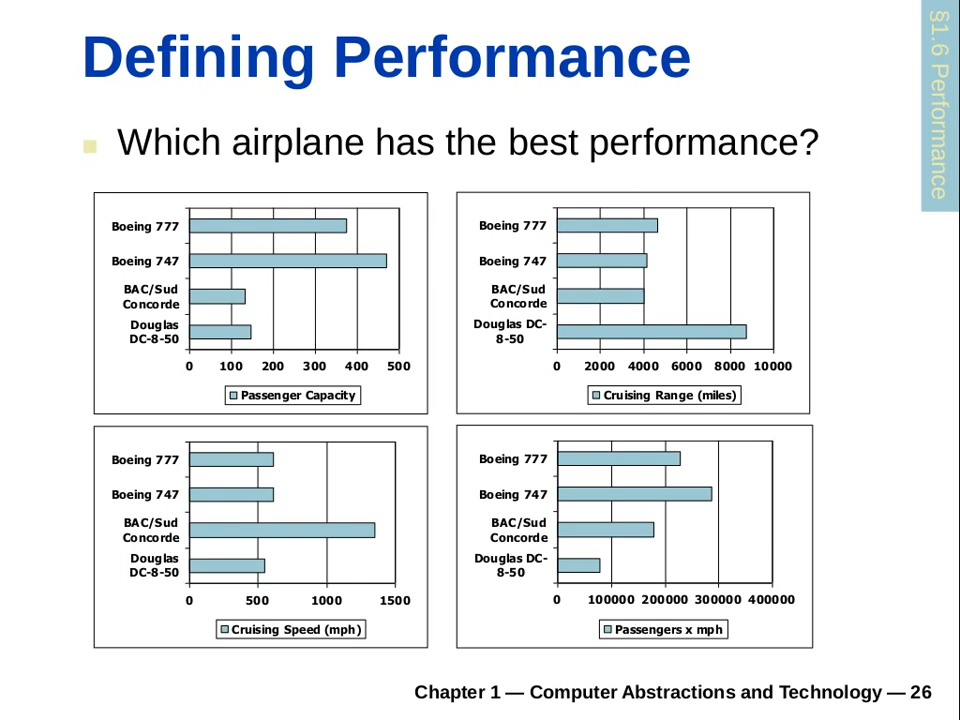 Defining Performance
§1.6 Performance
Which airplane has the best performance?
Boeing 777
Boeing 747
BAC/Sud
Concorde
Douglas
DC-8-50
0 100 200 300 400 500
Passenger Capacity
Boeing 777
Boeing 747
BAC/Sud
Concorde
Douglas DC-
8-50
0 2000 4000 6000 8000 10000
Cruising Range (miles)
Boeing 777
Boeing 747
BAC/Sud
Concorde
Douglas
DC-8-50
0 500 1000 1500
Cruising Speed (mph)
Boeing 777
Boeing 747
BAC/Sud
Concorde
Douglas DC-
8-50
0 100000 200000 300000 400000
Passengers x mph
Chapter 1 — Computer Abstractions and Technology — 26